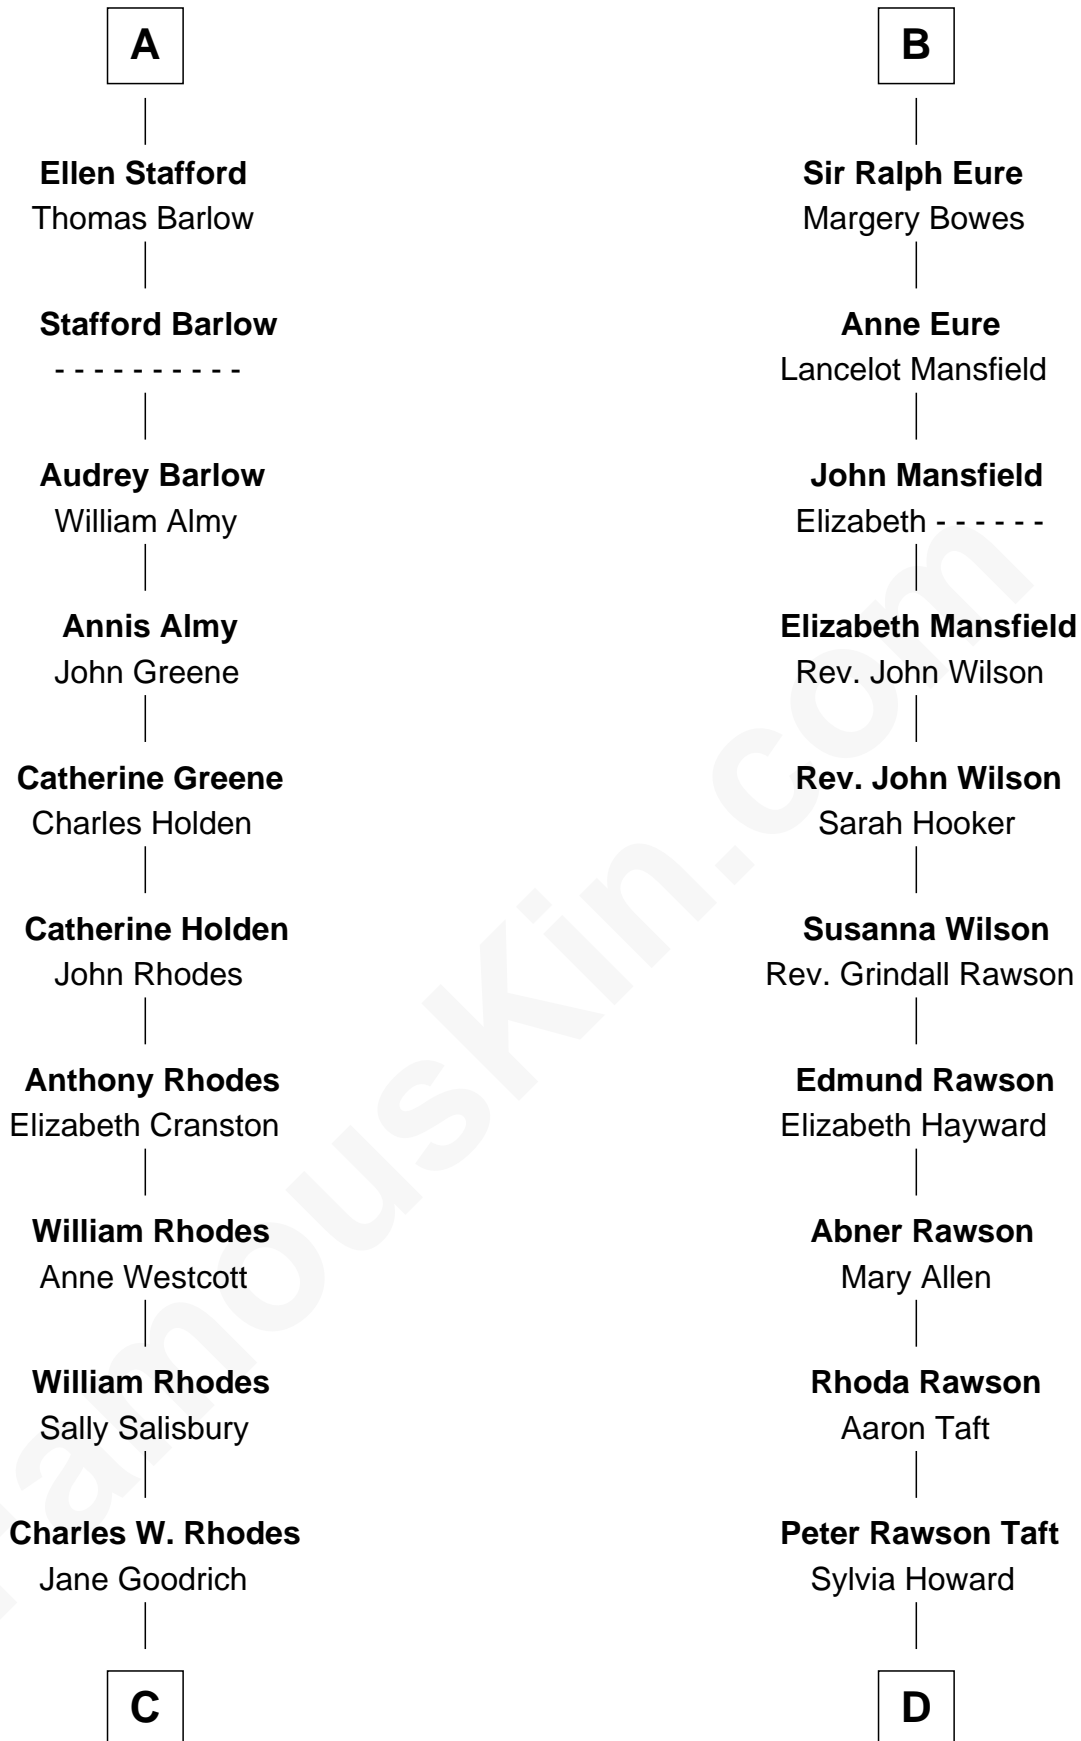 A
Ellen Stafford
Thomas Barlow
Stafford Barlow
- - - - - - - - - -
Audrey Barlow
William Almy
Annis Almy
John Greene
Catherine Greene
Charles Holden
Catherine Holden
John Rhodes
Anthony Rhodes
Elizabeth Cranston
William Rhodes
Anne Westcott
William Rhodes
Sally Salisbury
Charles W. Rhodes
Jane Goodrich
C
B
Sir Ralph Eure
Margery Bowes
Anne Eure
Lancelot Mansfield
John Mansfield
Elizabeth - - - - - -
Elizabeth Mansfield
Rev. John Wilson
Rev. John Wilson
Sarah Hooker
Susanna Wilson
Rev. Grindall Rawson
Edmund Rawson
Elizabeth Hayward
Abner Rawson
Mary Allen
Rhoda Rawson
Aaron Taft
Peter Rawson Taft
Sylvia Howard
D
FamousKin.com